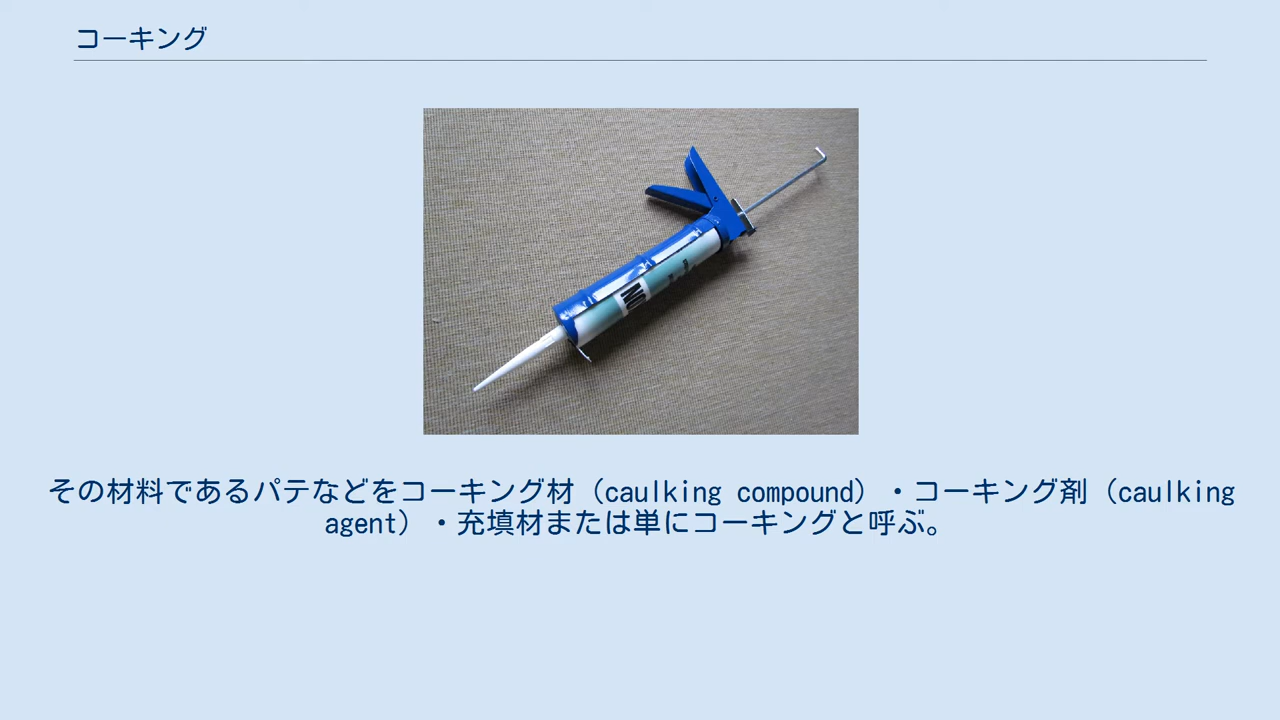 コーキング
NO
その材料であるパテなどをコーキング材（caulking compound）・コーキング剤（caulking
agent）・充填材または単にコーキングと呼ぶ。